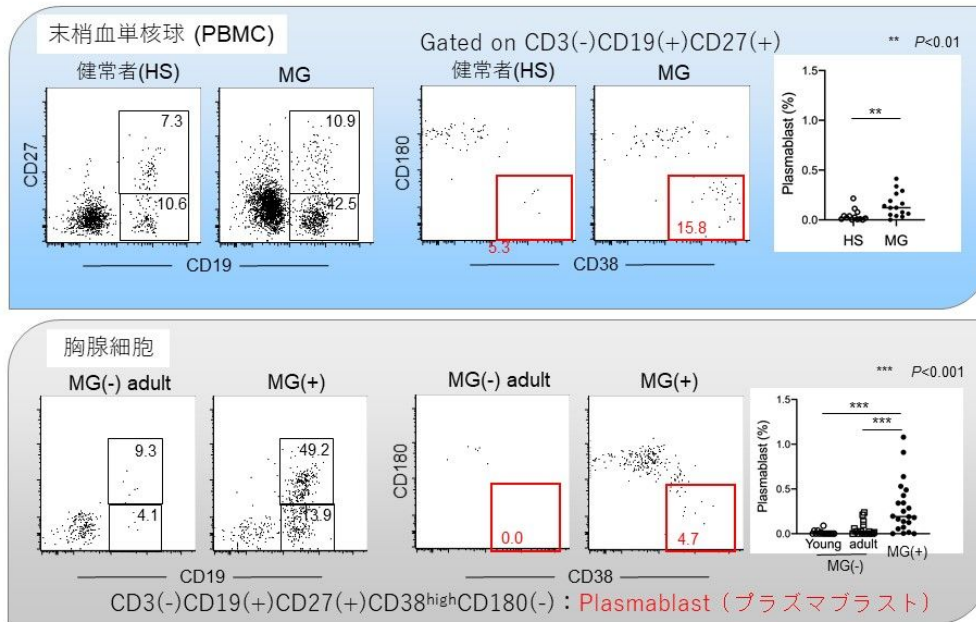 末梢血単核球 (PBMC)
Gated on CD3(-)CD19(+)CD27(+)
** P<0.01
健常者(HS)
MG
健常者(HS)
MG
CD27
7.3
10.6
10.9
42.5
CD19
CD180
5.3
15.8
CD38
Plasmablast (%)
1.5
1.0
0.5
0.0
**
HS
MG
胸腺細胞
*** P<0.001
MG(-) adult
MG(+)
MG(-) adult
MG(+)
9.3
4.1
49.2
13.9
CD19
CD180
0.0
4.7
CD38
Plasmablast (%)
1.5
1.0
0.5
0.0
***
***
Young
adult
MG(+)
MG(-)
CD3(-)CD19(+)CD27(+)CD38highCD180(-) : Plasmablast (プラズマブラスト)